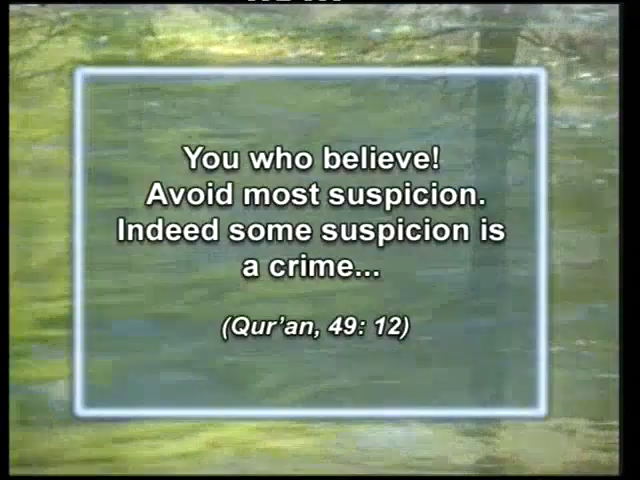 You who believe!
Avoid most suspicion.
Indeed some suspicion is
a crime...
(Qur'an, 49: 12)